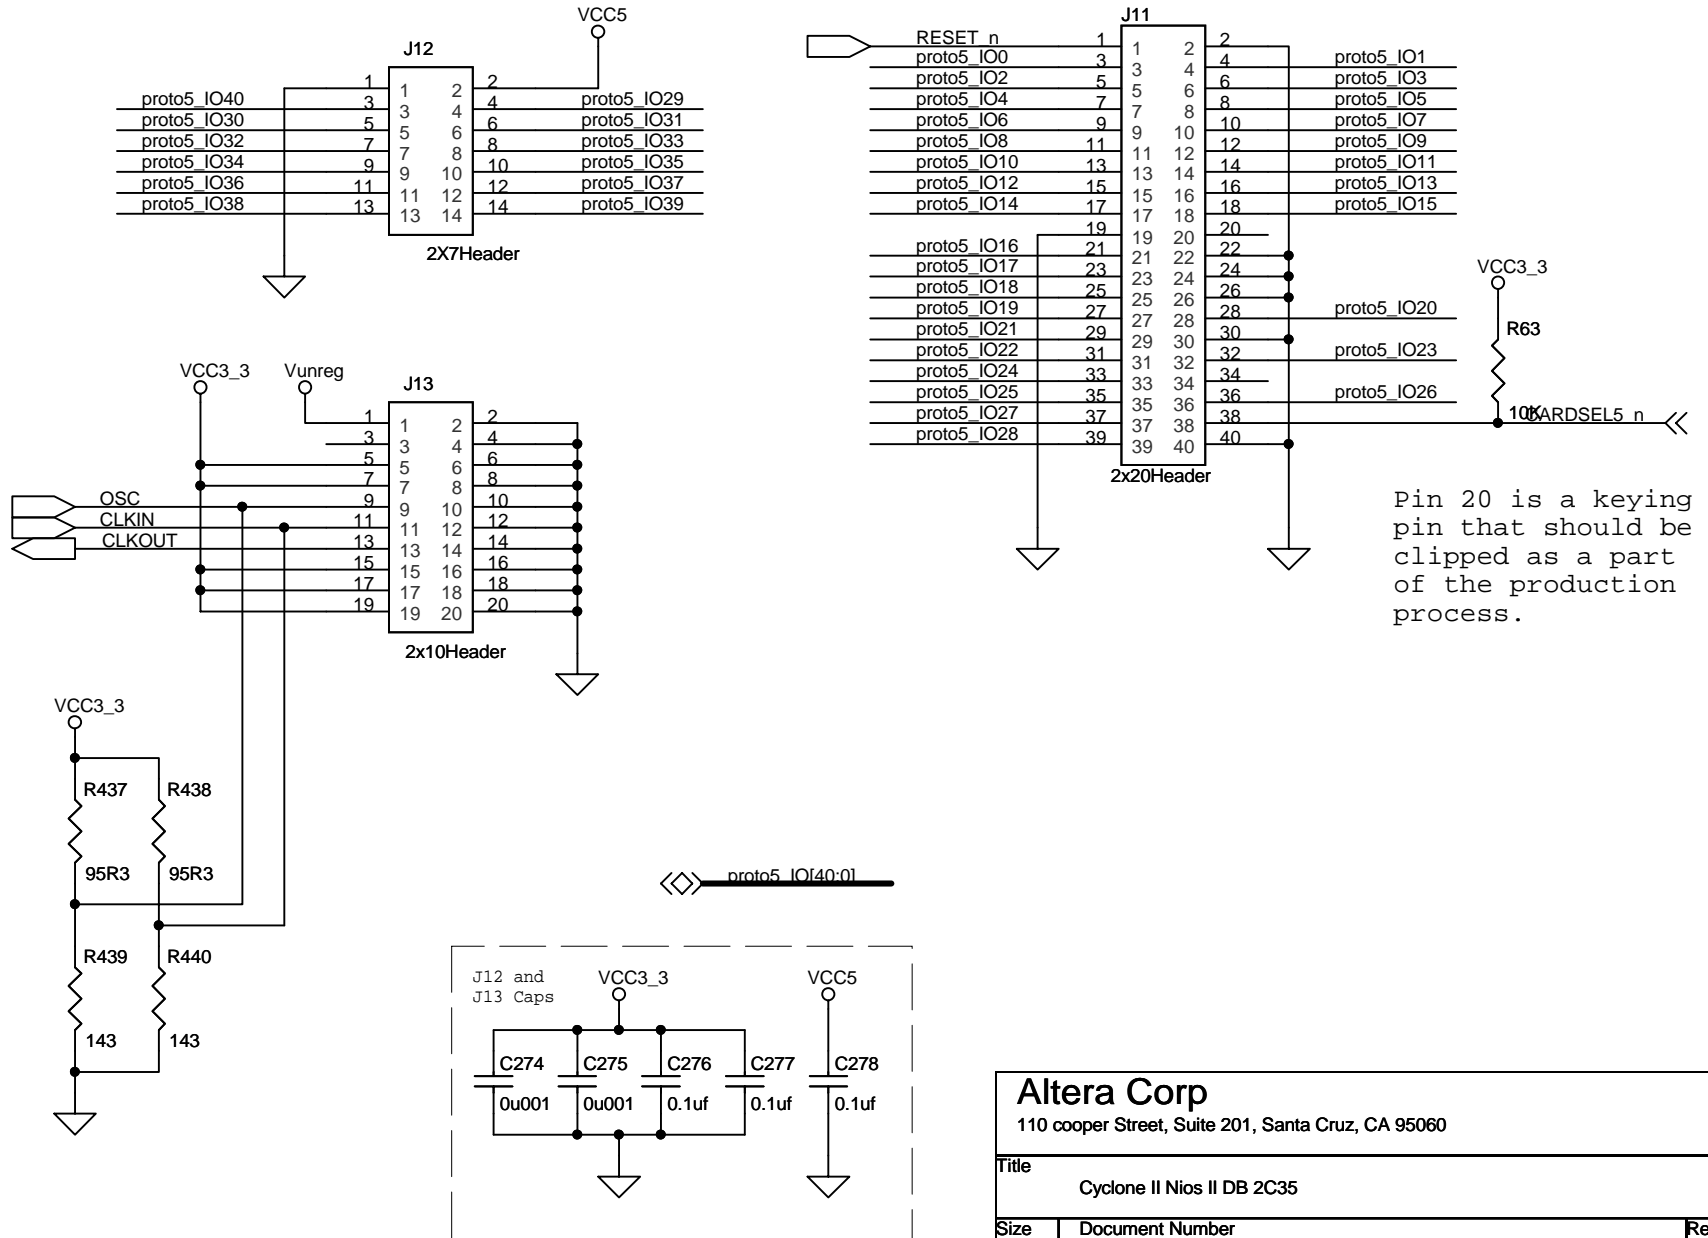 VCC5
J12
1 1 2 2
proto5_IO40 3 3 4 4 proto5_IO29
proto5_IO30 5 5 6 6 proto5_IO31
proto5_IO32 7 7 8 8 proto5_IO33
proto5_IO34 9 9 10 10 proto5_IO35
proto5_IO36 11 11 12 12 proto5_IO37
proto5_IO38 13 13 14 14 proto5_IO39
2X7Header
J11
RESET_n 1 1 2 2
proto5_IO0 3 3 4 4 proto5_IO1
proto5_IO2 5 5 6 6 proto5_IO3
proto5_IO4 7 7 8 8 proto5_IO5
proto5_IO6 9 9 10 10 proto5_IO7
proto5_IO8 11 11 12 12 proto5_IO9
proto5_IO10 13 13 14 14 proto5_IO11
proto5_IO12 15 15 16 16 proto5_IO13
proto5_IO14 17 17 18 18 proto5_IO15
19 19 20 20
proto5_IO16 21 21 22 22
proto5_IO17 23 23 24 24
proto5_IO18 25 25 26 26
proto5_IO19 27 27 28 28 proto5_IO20
proto5_IO21 29 29 30 30
proto5_IO22 31 31 32 32 proto5_IO23
proto5_IO24 33 33 34 34
proto5_IO25 35 35 36 36 proto5_IO26
proto5_IO27 37 37 38 38 CARDSEL5_n
proto5_IO28 39 39 40 40
2x20Header
VCC3_3
R63
10K
Pin 20 is a keying
pin that should be
clipped as a part
of the production
process.
VCC3_3
Vunreg
J13
1 1 2 2
3 3 4 4
5 5 6 6
7 7 8 8
OSC 9 9 10 10
CLKIN 11 11 12 12
CLKOUT 13 13 14 14
15 15 16 16
17 17 18 18
19 19 20 20
2x10Header
VCC3_3
R437 R438
95R3 95R3
R439 R440
143 143
proto5_IO[40:0]
J12 and
J13 Caps
VCC3_3
VCC5
C274 C275 C276 C277 C278
0u001 0u001 0.1uf 0.1uf 0.1uf
Altera Corp
110 cooper Street, Suite 201, Santa Cruz, CA 95060
Title
Cyclone II Nios II DB 2C35
Size Document Number Re